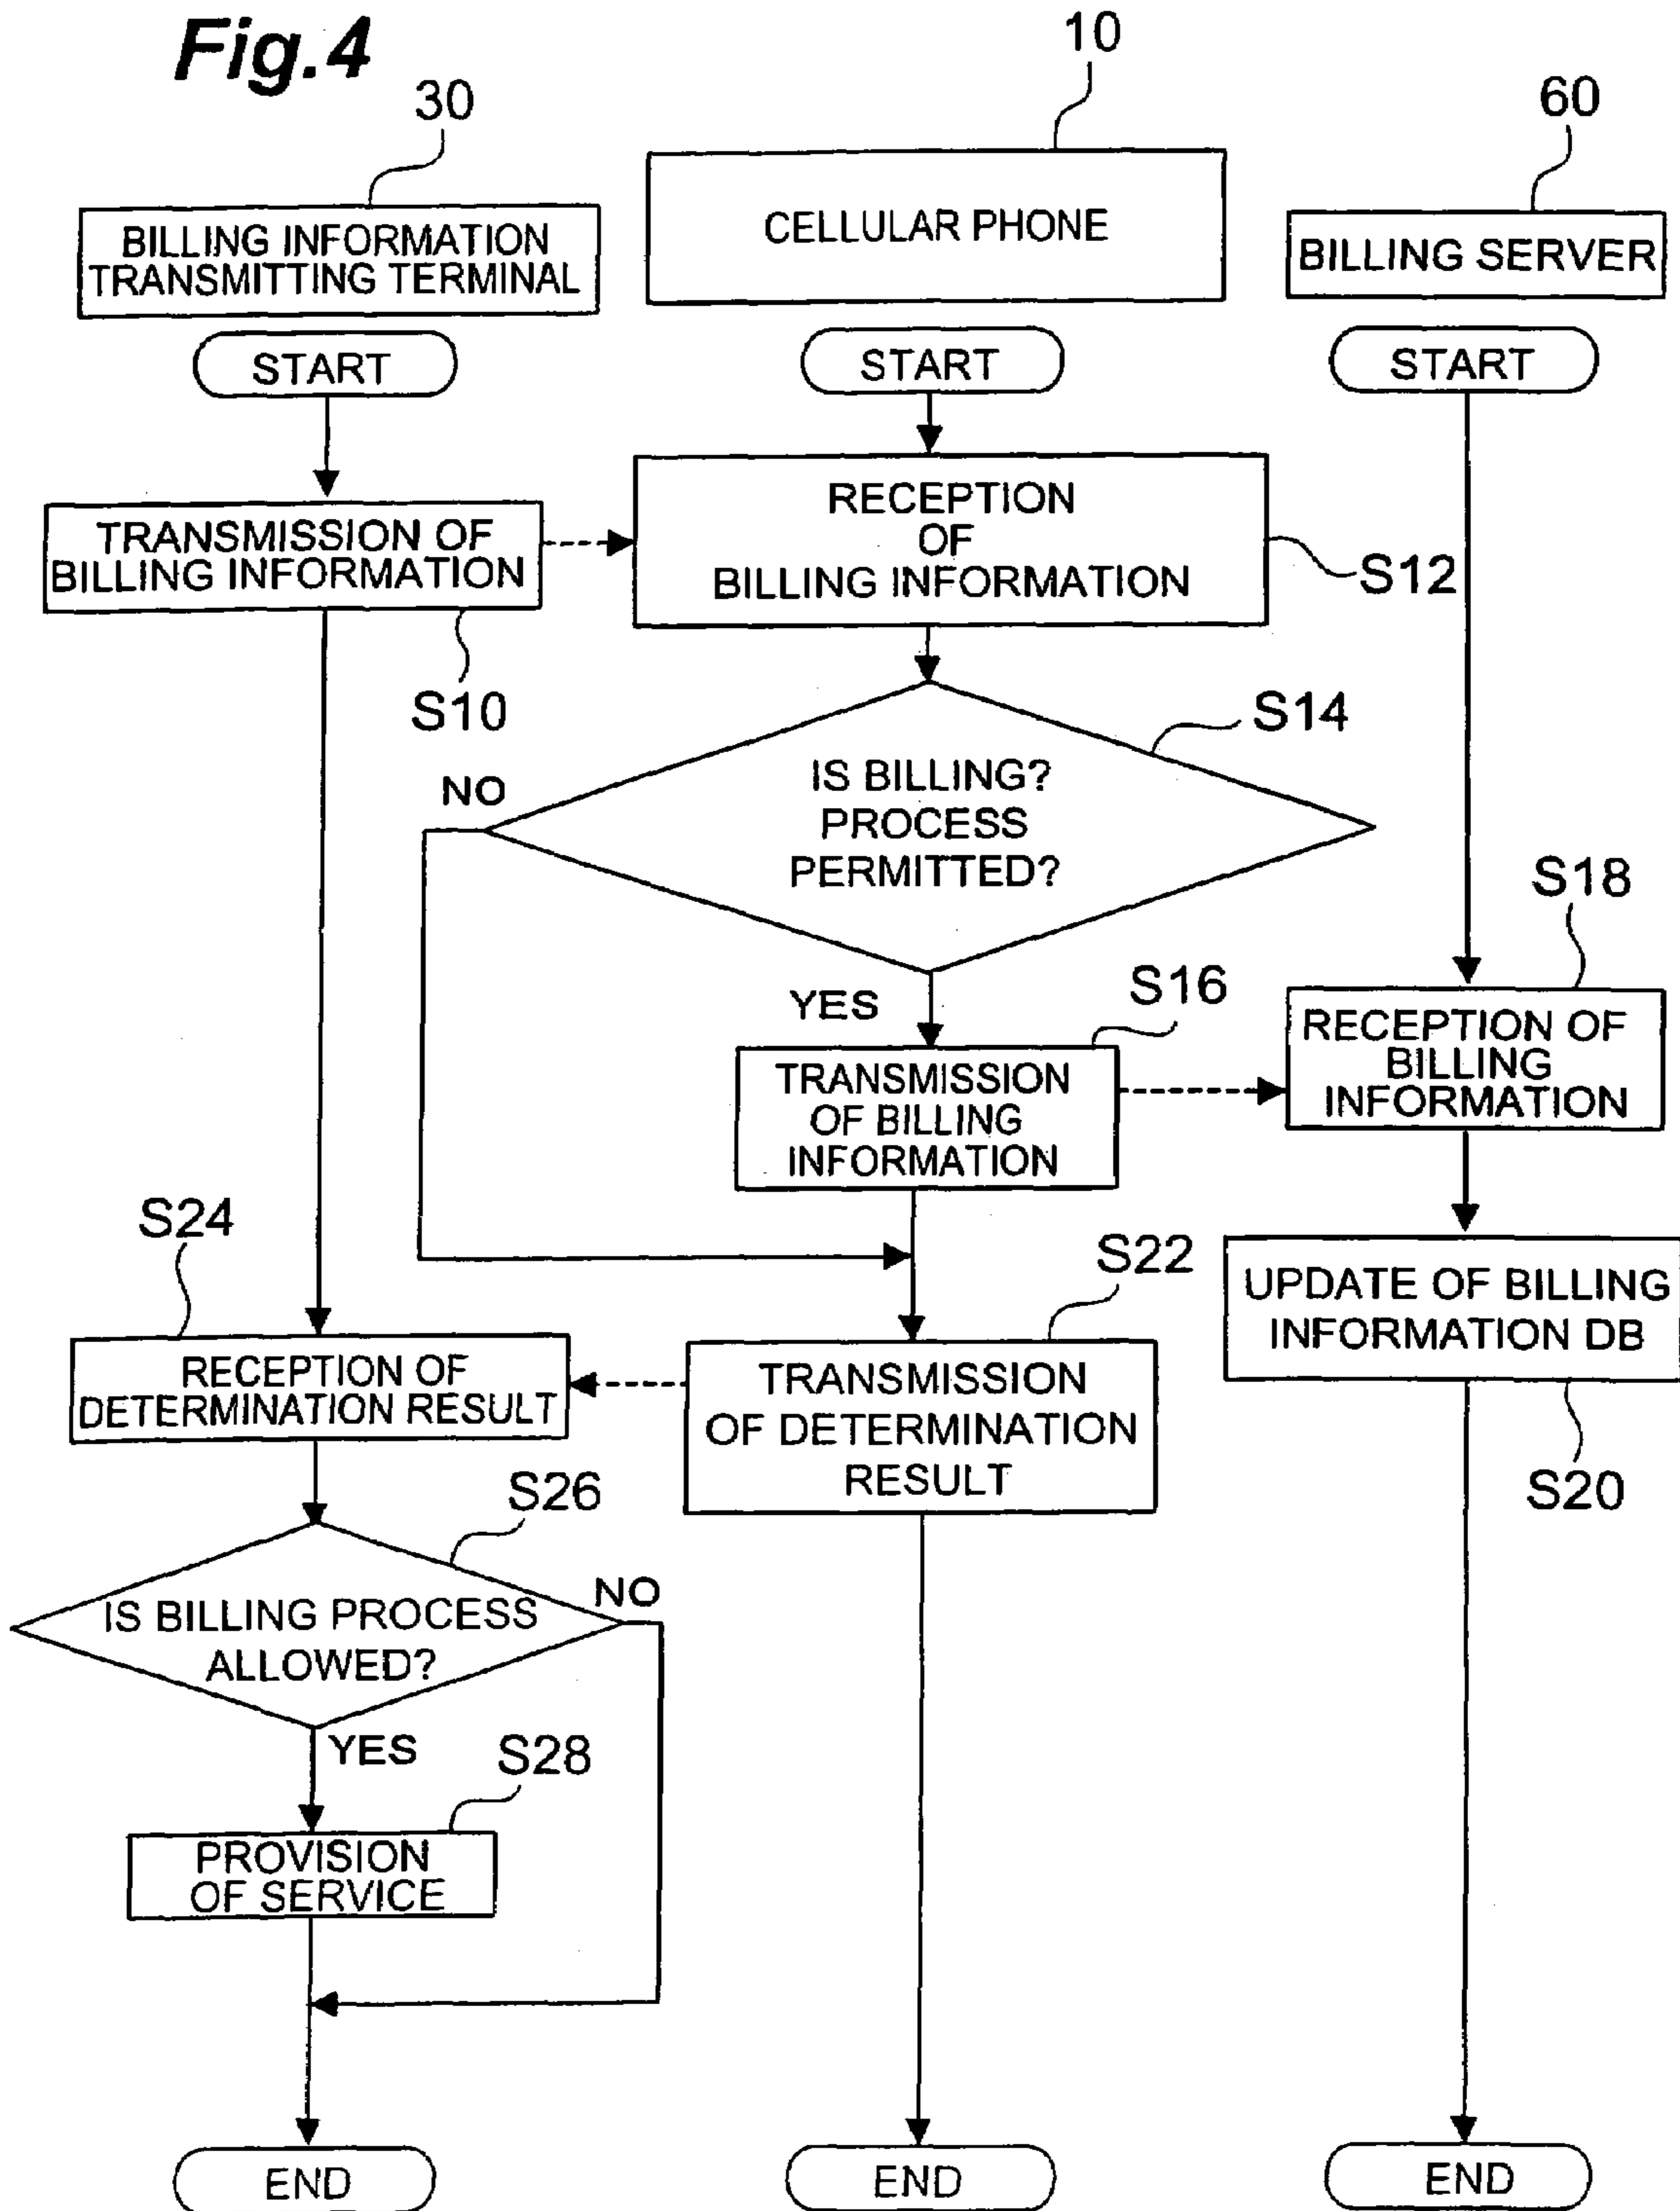 Fig.4
30
10
60
BILLING INFORMATION
TRANSMITTING TERMINAL
CELLULAR PHONE
BILLING SERVER
START
START
START
TRANSMISSION OF
BILLING INFORMATION
S10
RECEPTION
OF
BILLING INFORMATION
S12
IS BILLING?
PROCESS
PERMITTED?
S14
NO
YES
S16
TRANSMISSION
OF BILLING
INFORMATION
S18
RECEPTION OF
BILLING
INFORMATION
UPDATE OF BILLING
INFORMATION DB
S20
S22
TRANSMISSION
OF DETERMINATION
RESULT
S24
RECEPTION OF
DETERMINATION RESULT
S26
IS BILLING PROCESS
ALLOWED?
NO
YES
S28
PROVISION
OF SERVICE
END
END
END